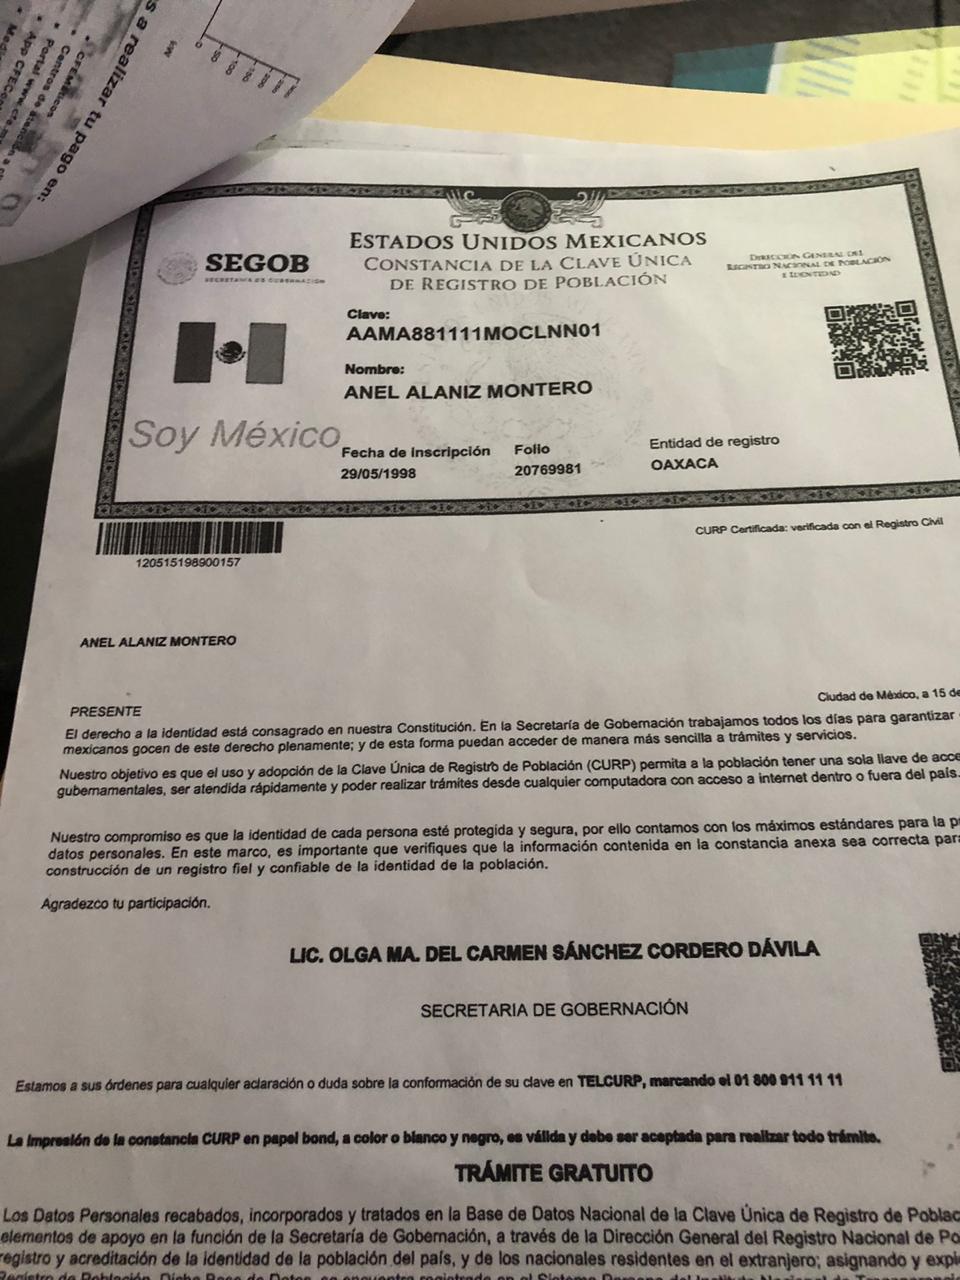 s a realizar tu pago en:
CFEMáticos
Centros de atención a
Portal www.cfe.m
App CFECon
kW
0 50 100 150 200 250 300
ESTADOS UNIDOS MEXICANOS
CONSTANCIA DE LA CLAVE ÚNICA
DE REGISTRO DE POBLACIÓN
SEGOB
SECRETARÍA DE GOBERNACIÓN
DIRECCIÓN GENERAL DEL
REGISTRO NACIONAL DE POBLACIÓN
E IDENTIDAD
Clave:
AAMA881111MOCLNN01
Nombre:
ANEL ALANIZ MONTERO
Soy México
Fecha de Inscripción
29/05/1998
Folio
20769981
Entidad de registro
OAXACA
120515198900157
CURP Certificada: verificada con el Registro Civil
ANEL ALANIZ MONTERO
Ciudad de México, a 15 de
PRESENTE
El derecho a la identidad está consagrado en nuestra Constitución. En la Secretaría de Gobernación trabajamos todos los días para garantizar
mexicanos gocen de este derecho plenamente; y de esta forma puedan acceder de manera más sencilla a trámites y servicios.
Nuestro objetivo es que el uso y adopción de la Clave Única de Registro de Población (CURP) permita a la población tener una sola llave de acce
gubernamentales, ser atendida rápidamente y poder realizar trámites desde cualquier computadora con acceso a internet dentro o fuera del país.
Nuestro compromiso es que la identidad de cada persona esté protegida y segura, por ello contamos con los máximos estándares para la p
datos personales. En este marco, es importante que verifiques que la información contenida en la constancia anexa sea correcta para
construcción de un registro fiel y confiable de la identidad de la población.
Agradezco tu participación.
LIC. OLGA MA. DEL CARMEN SÁNCHEZ CORDERO DÁVILA
SECRETARIA DE GOBERNACIÓN
Estamos a sus órdenes para cualquier aclaración o duda sobre la conformación de su clave en TELCURP, marcando el 01 800 911 11 11
La impresión de la constancia CURP en papel bond, a color o blanco y negro, es válida y debe ser aceptada para realizar todo trámite.
TRÁMITE GRATUITO
Los Datos Personales recabados, incorporados y tratados en la Base de Datos Nacional de la Clave Única de Registro de Poblac
elementos de apoyo en la función de la Secretaría de Gobernación, a través de la Dirección General del Registro Nacional de Po
registro y acreditación de la identidad de la población del país, y de los nacionales residentes en el extranjero; asignando y expi